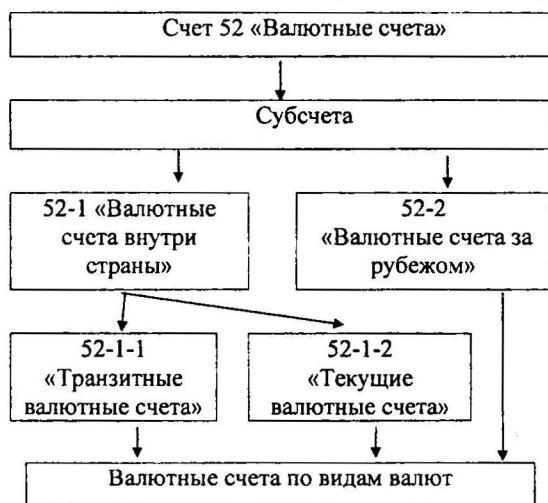 Счет 52 «Валютные счета»
Субсчета
52-1 «Валютные
счета внутри
страны»
52-2
«Валютные счета за
рубежом»
52-1-1
«Транзитные
валютные счета»
52-1-2
«Текущие
валютные счета»
Валютные счета по видам валют